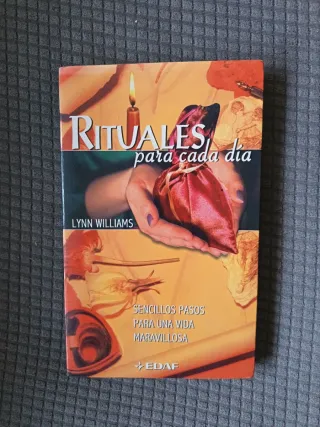 RITUALES
para cada día
LYNN WILLIAMS
SENCILLOS PASOS
PARA UNA VIDA
MARAVILLOSA
EDAF